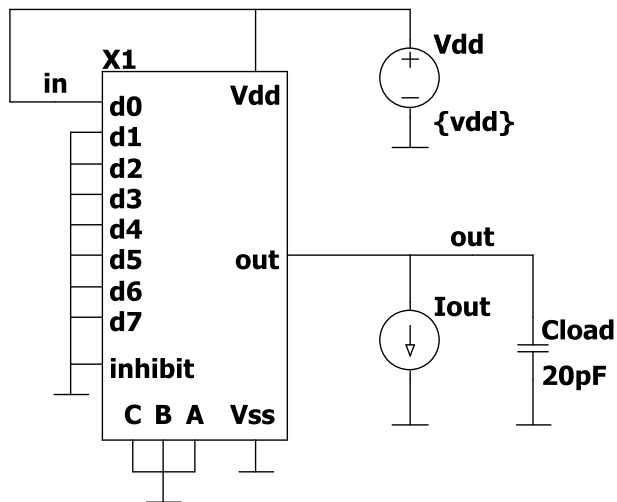 X1
Vdd
in
Vdd
d0
{vdd}
d1
d2
d3
d4
out
d5
out
d6
Iout
d7
Cload
inhibit
20pF
C B A Vss